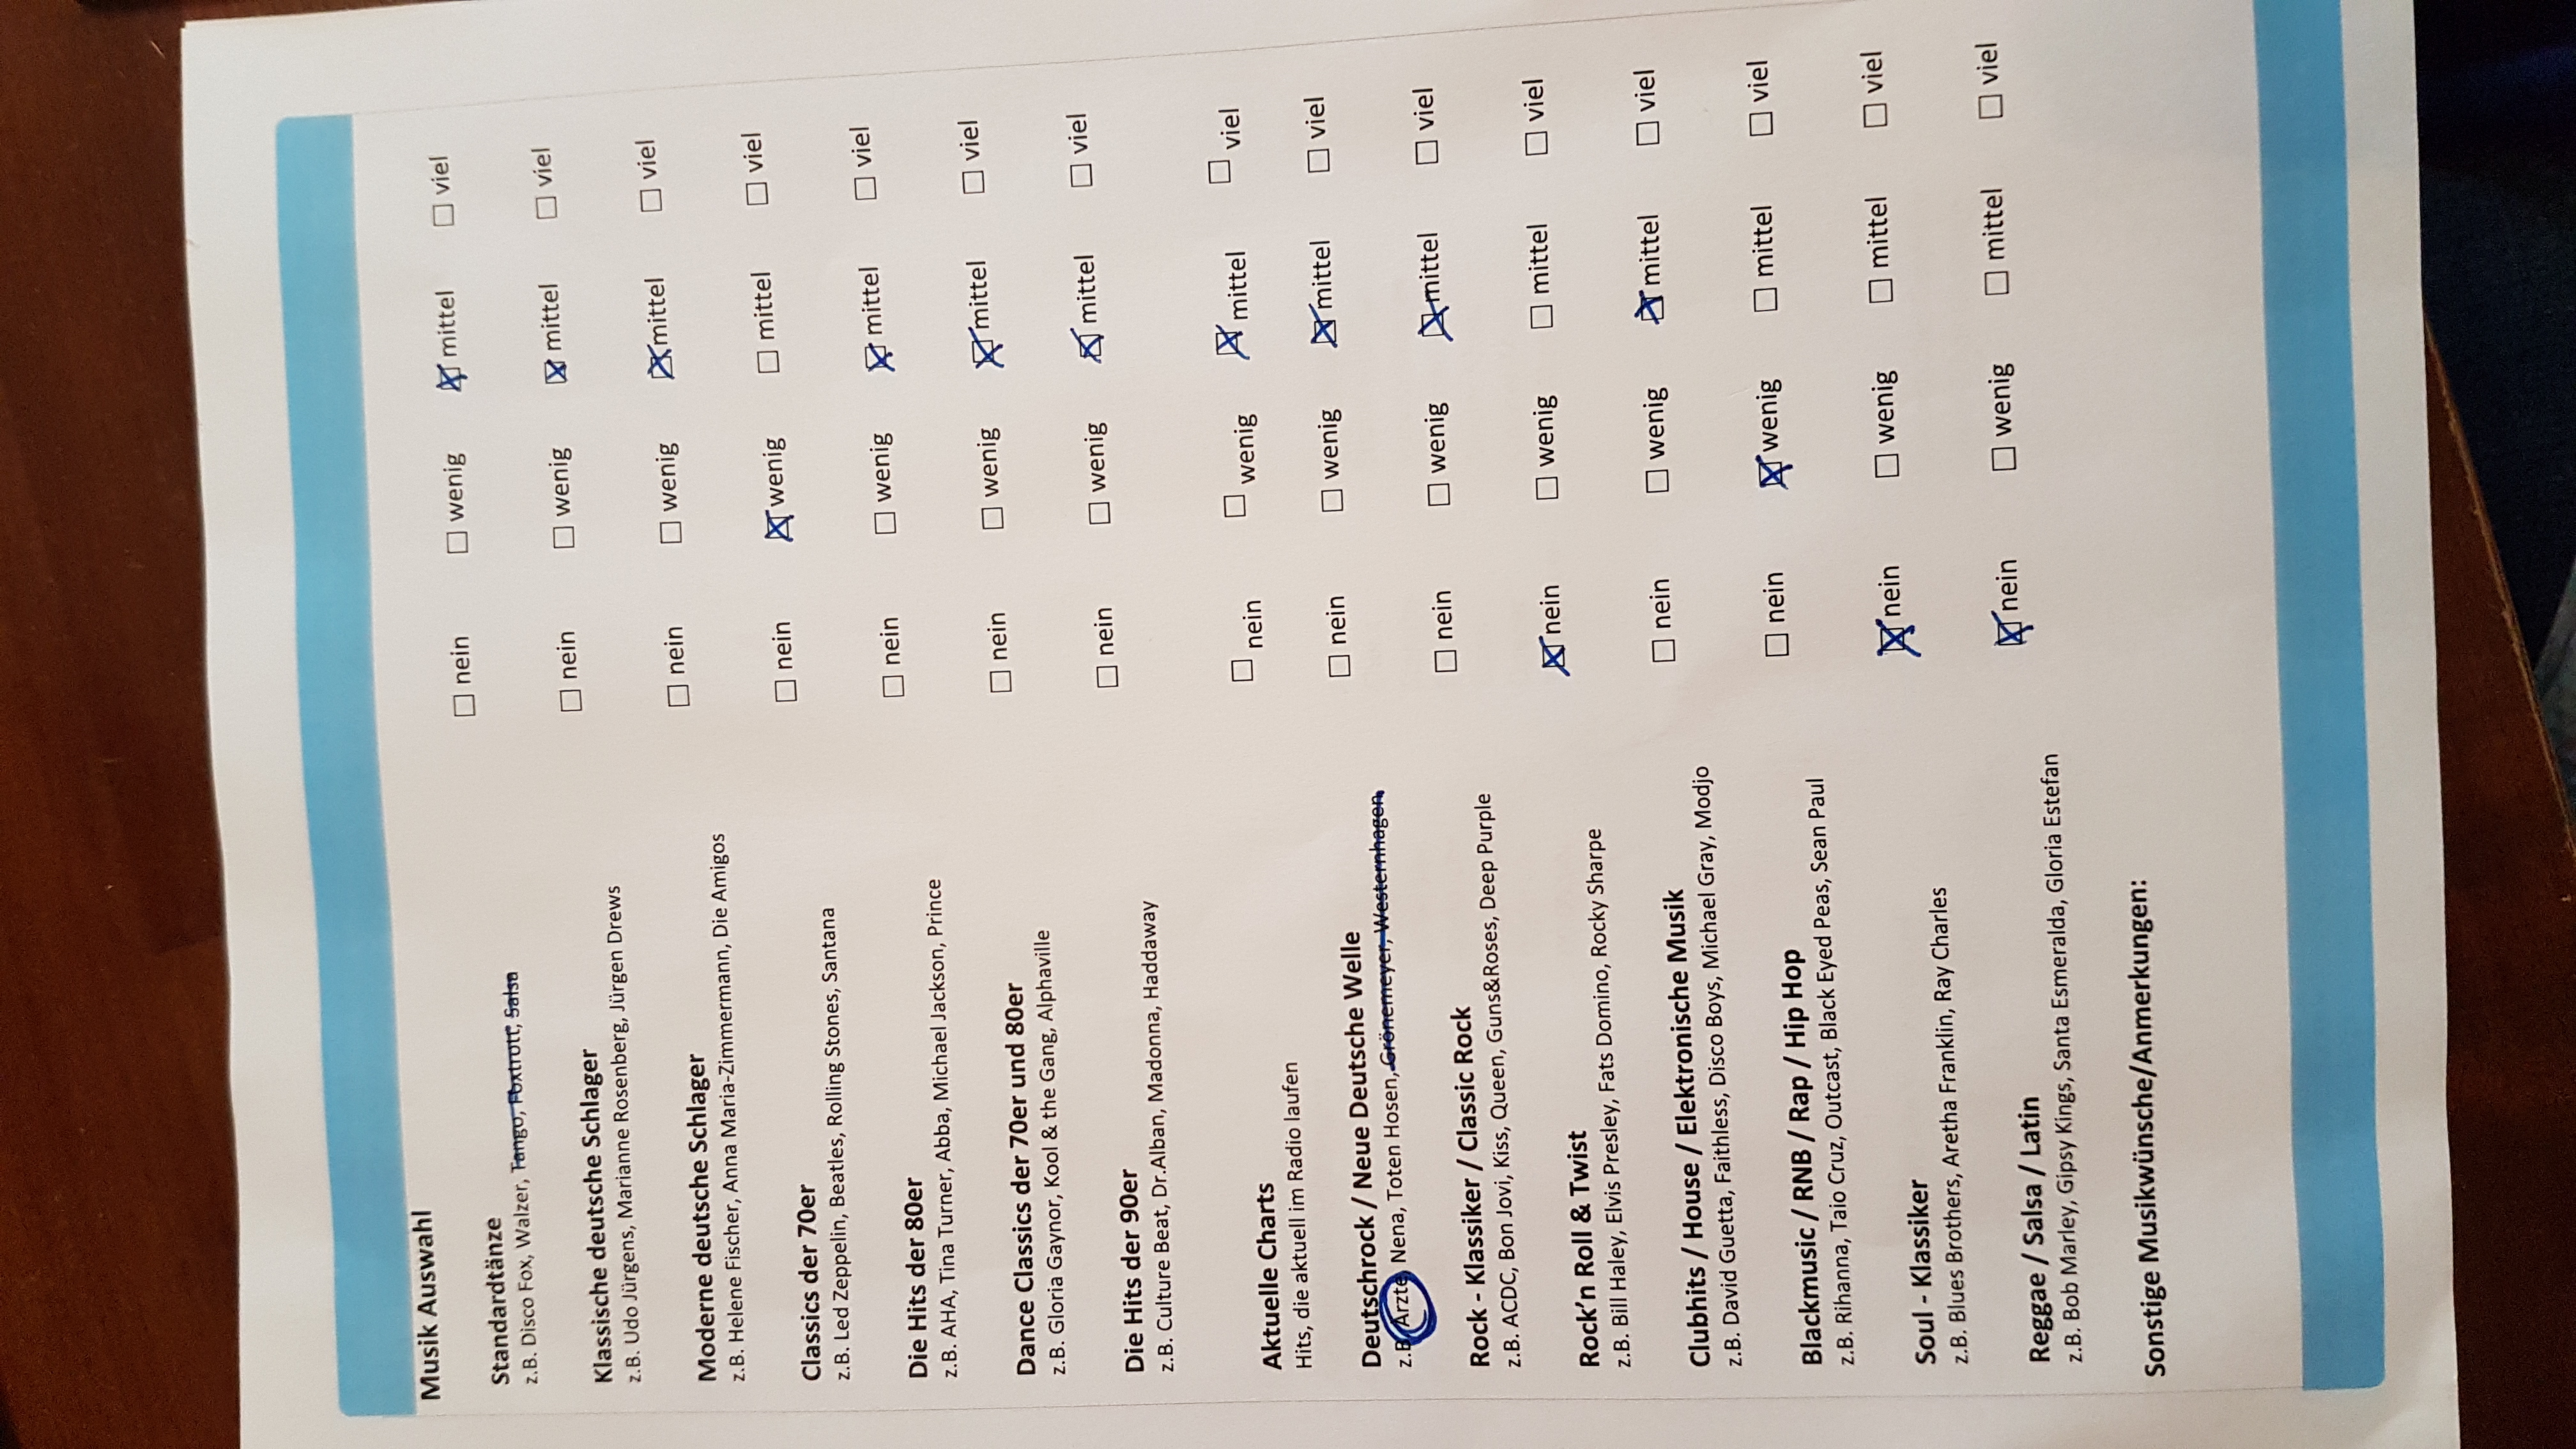 Musik Auswahl
Standardtänze ☐ nein ☐ wenig ☒ mittel ☐ viel
z.B. Disco Fox, Walzer, ~~Tango, Foxtrott, Salsa~~
Klassische deutsche Schlager ☐ nein ☐ wenig ☒ mittel ☐ viel
z.B. Udo Jürgens, Marianne Rosenberg, Jürgen Drews
Moderne deutsche Schlager ☐ nein ☐ wenig ☒ mittel ☐ viel
z.B. Helene Fischer, Anna Maria-Zimmermann, Die Amigos
Classics der 70er ☐ nein ☒ wenig ☐ mittel ☐ viel
z.B. Led Zeppelin, Beatles, Rolling Stones, Santana
Die Hits der 80er ☐ nein ☐ wenig ☒ mittel ☐ viel
z.B. AHA, Tina Turner, Abba, Michael Jackson, Prince
Dance Classics der 70er und 80er ☐ nein ☐ wenig ☒ mittel ☐ viel
z.B. Gloria Gaynor, Kool & the Gang, Alphaville
Die Hits der 90er ☐ nein ☐ wenig ☒ mittel ☐ viel
z.B. Culture Beat, Dr.Alban, Madonna, Haddaway
Aktuelle Charts ☐ nein ☐ wenig ☒ mittel ☐ viel
Hits, die aktuell im Radio laufen
Deutschrock / Neue Deutsche Welle ☐ nein ☐ wenig ☒ mittel ☐ viel
z.B. Ärzte, Nena, Toten Hosen, ~~Grönemeyer, Westernhagen~~
Rock - Klassiker / Classic Rock ☐ nein ☐ wenig ☒ mittel ☐ viel
z.B. ACDC, Bon Jovi, Kiss, Queen, Guns&Roses, Deep Purple
Rock’n Roll & Twist ☒ nein ☐ wenig ☐ mittel ☐ viel
z.B. Bill Haley, Elvis Presley, Fats Domino, Rocky Sharpe
Clubhits / House / Elektronische Musik ☐ nein ☐ wenig ☒ mittel ☐ viel
z.B. David Guetta, Faithless, Disco Boys, Michael Gray, Modjo
Blackmusic / RNB / Rap / Hip Hop ☐ nein ☒ wenig ☐ mittel ☐ viel
z.B. Rihanna, Taio Cruz, Outcast, Black Eyed Peas, Sean Paul
Soul - Klassiker ☒ nein ☐ wenig ☐ mittel ☐ viel
z.B. Blues Brothers, Aretha Franklin, Ray Charles
Reggae / Salsa / Latin ☒ nein ☐ wenig ☐ mittel ☐ viel
z.B. Bob Marley, Gipsy Kings, Santa Esmeralda, Gloria Estefan
Sonstige Musikwünsche/Anmerkungen: